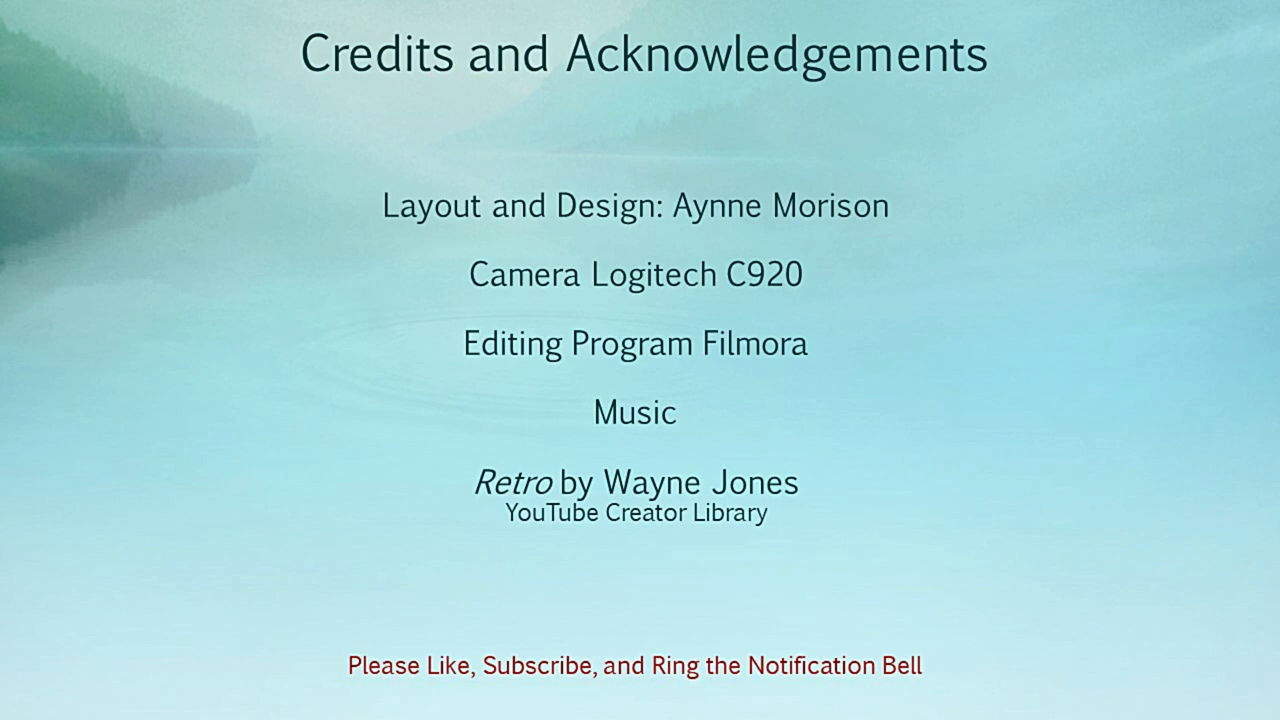 Credits and Acknowledgements
Layout and Design: Aynne Morison
Camera Logitech C920
Editing Program Filmora
Music
Retro by Wayne Jones
YouTube Creator Library
Please Like, Subscribe, and Ring the Notification Bell